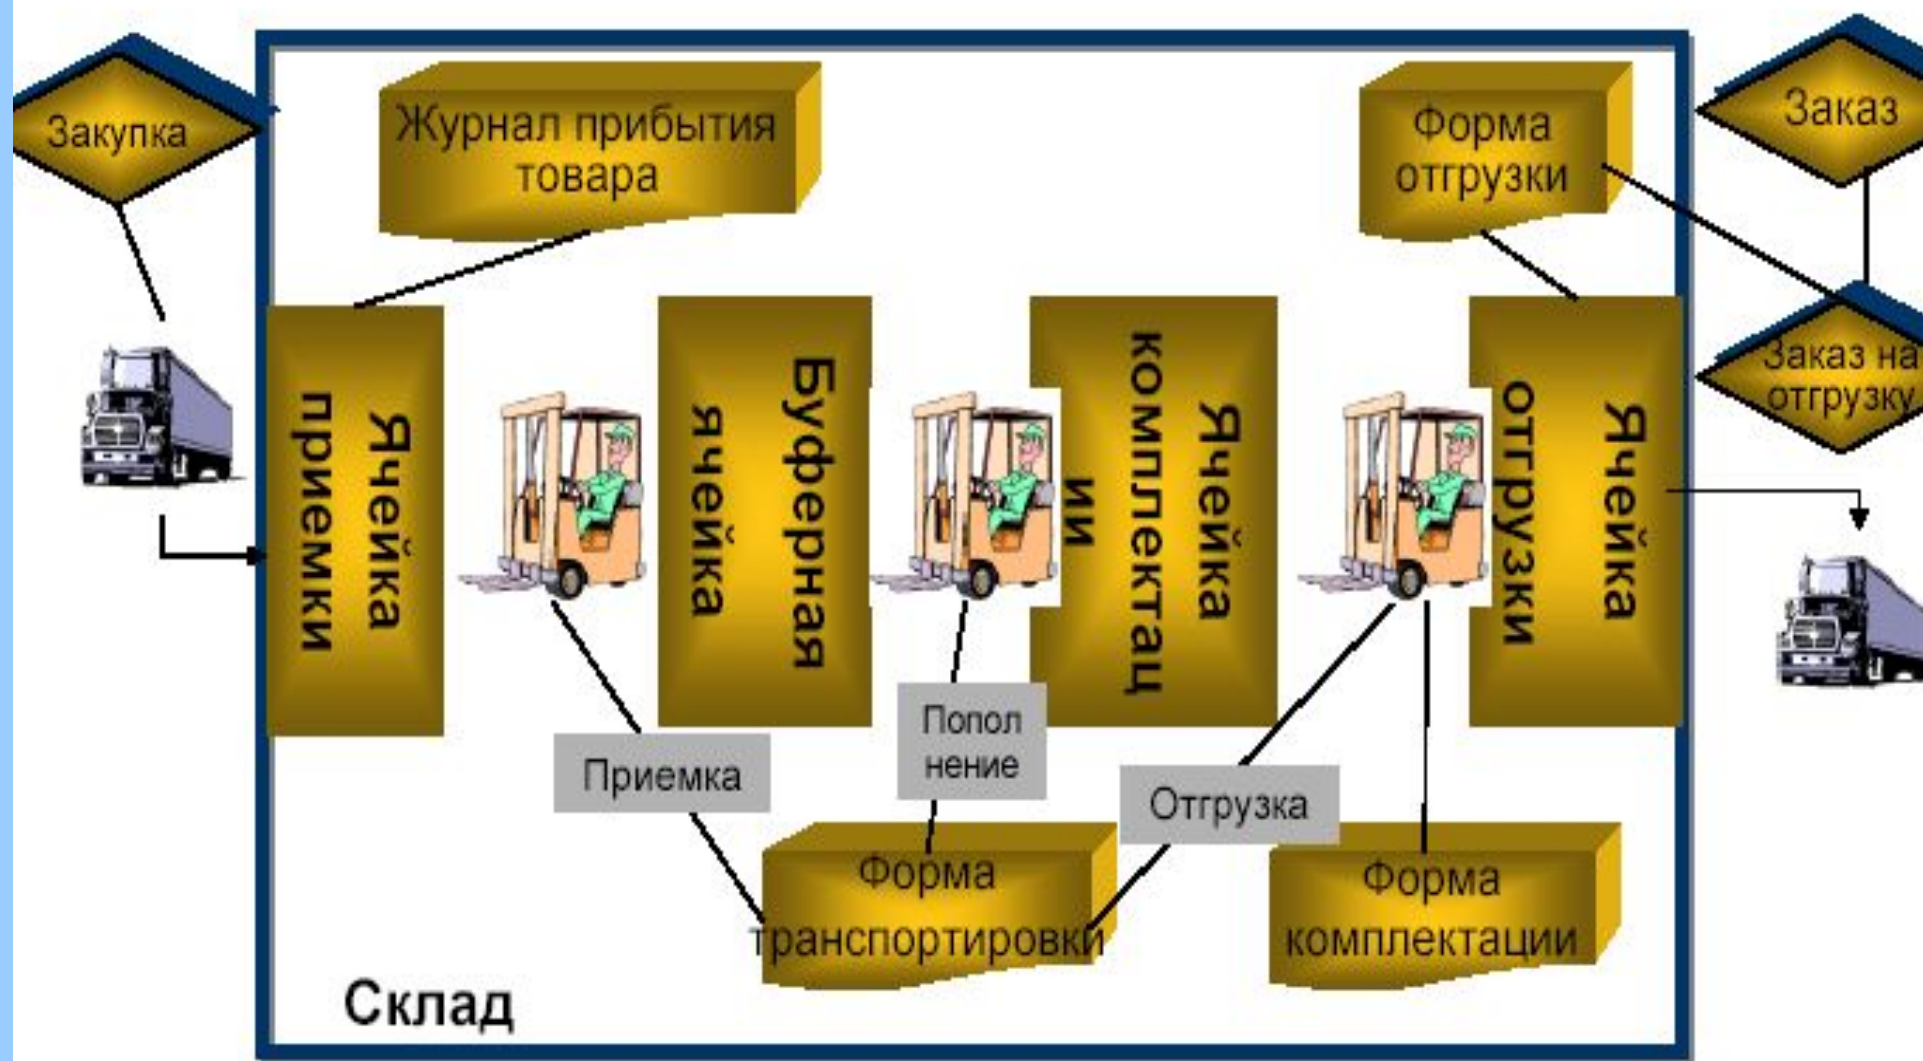 Закупка
Журнал прибытия
товара
Форма
отгрузки
Заказ
Заказ на
отгрузку
Ячейка
приемки
Буферная
ячейка
Ячейка
комплектац
ии
Ячейка
отгрузки
Приемка
Попол
нение
Отгрузка
Форма
транспортировки
Форма
комплектации
Склад